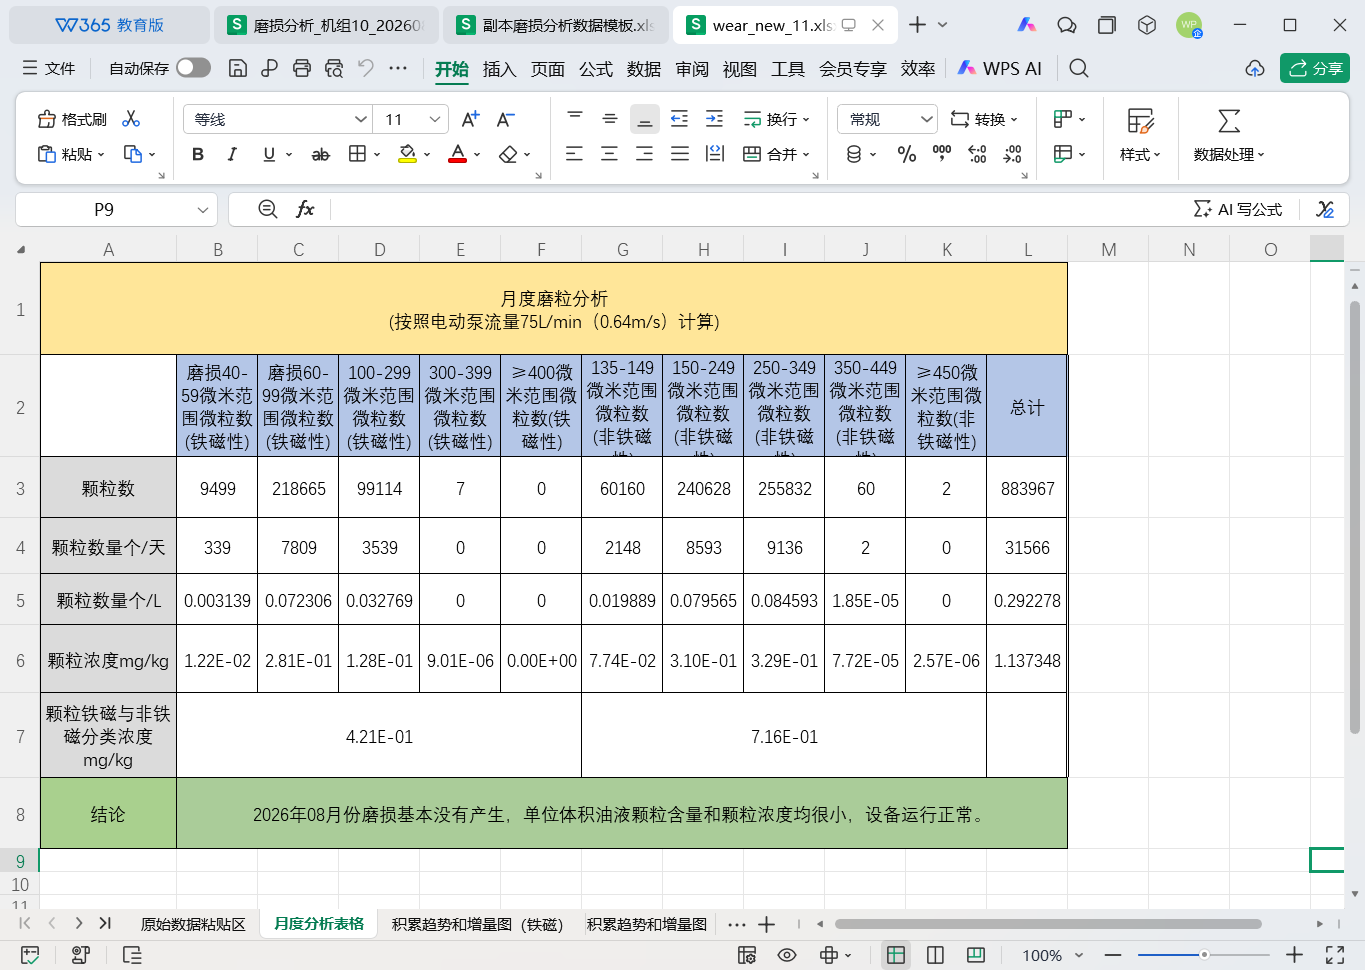 W365 教育版
磨损分析_机组10_20260
副本磨损分析数据模板.xls
wear_new_11.xls
WP
文件
自动保存
开始 插入 页面 公式 数据 审阅 视图 工具 会员专享 效率
WPS AI
分享
格式刷
等线
11
A+ A-
换行
常规
转换
样式
数据处理
粘贴
B I U ab A
合并
P9
fx
AI 写公式
A B C D E F G H I J K L M N O
1
月度磨粒分析
(按照电动泵流量75L/min（0.64m/s）计算)
2
磨损40-59微米范围微粒数(铁磁性)
磨损60-99微米范围微粒数(铁磁性)
100-299微米范围微粒数(铁磁性)
300-399微米范围微粒数(铁磁性)
≥400微米范围微粒数(铁磁性)
135-149微米范围微粒数(非铁磁性)
150-249微米范围微粒数(非铁磁性)
250-349微米范围微粒数(非铁磁性)
350-449微米范围微粒数(非铁磁性)
≥450微米范围微粒数(非铁磁性)
总计
3 颗粒数 9499 218665 99114 7 0 60160 240628 255832 60 2 883967
4 颗粒数量个/天 339 7809 3539 0 0 2148 8593 9136 2 0 31566
5 颗粒数量个/L 0.003139 0.072306 0.032769 0 0 0.019889 0.079565 0.084593 1.85E-05 0 0.292278
6 颗粒浓度mg/kg 1.22E-02 2.81E-01 1.28E-01 9.01E-06 0.00E+00 7.74E-02 3.10E-01 3.29E-01 7.72E-05 2.57E-06 1.137348
7
颗粒铁磁与非铁
磁分类浓度
mg/kg
4.21E-01 7.16E-01
8 结论 2026年08月份磨损基本没有产生，单位体积油液颗粒含量和颗粒浓度均很小，设备运行正常。
9
10
11
原始数据粘贴区 月度分析表格 积累趋势和增量图（铁磁） 积累趋势和增量图
100%